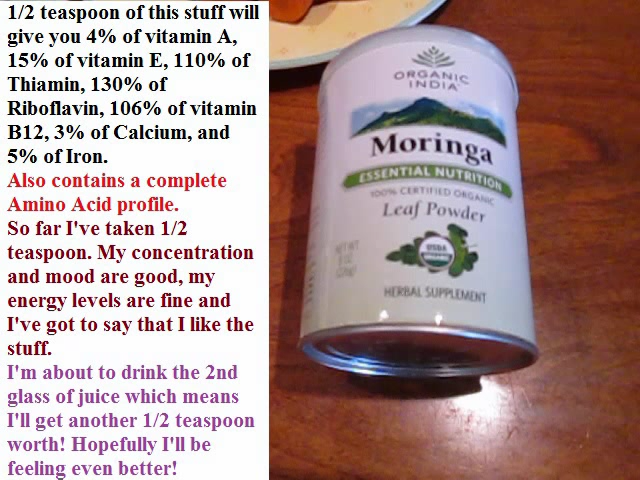 1/2 teaspoon of this stuff will
give you 4% of vitamin A,
15% of vitamin E, 110% of
Thiamin, 130% of
Riboflavin, 106% of vitamin
B12, 3% of Calcium, and
5% of Iron.
Also contains a complete
Amino Acid profile.
So far I've taken 1/2
teaspoon. My concentration
and mood are good, my
energy levels are fine and
I've got to say that I like the
stuff.
I'm about to drink the 2nd
glass of juice which means
I'll get another 1/2 teaspoon
worth! Hopefully I'll be
feeling even better!
ORGANIC
INDIA
Moringa
ESSENTIAL NUTRITION
100% CERTIFIED ORGANIC
Leaf Powder
NET WT
8 OZ
USDA
ORGANIC
HERBAL SUPPLEMENT